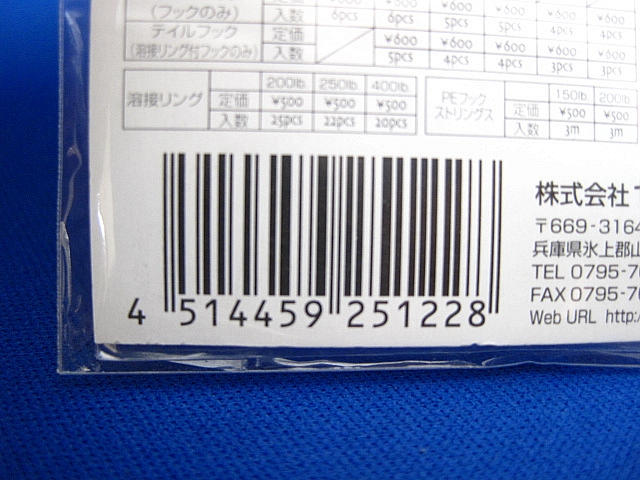 (フックのみ) 入数 6pcs 6pcs 5pcs 5pcs 4pcs 4pcs
テイルフック 定価 ¥600 ¥600 ¥600 ¥600
(溶接リング付フックのみ) 入数 5pcs 4pcs 4pcs 3pcs 3pcs
200lb 250lb 400lb
溶接リング 定価 ¥500 ¥500 ¥500
入数 25pcs 22pcs 20pcs
150lb 200lb
PEフックストリングス 定価 ¥500 ¥500
入数 3m 3m
株式会社
〒669-3164
兵庫県氷上郡山
TEL 0795-7
FAX 0795-7
Web URL http:/
4 514459 251228